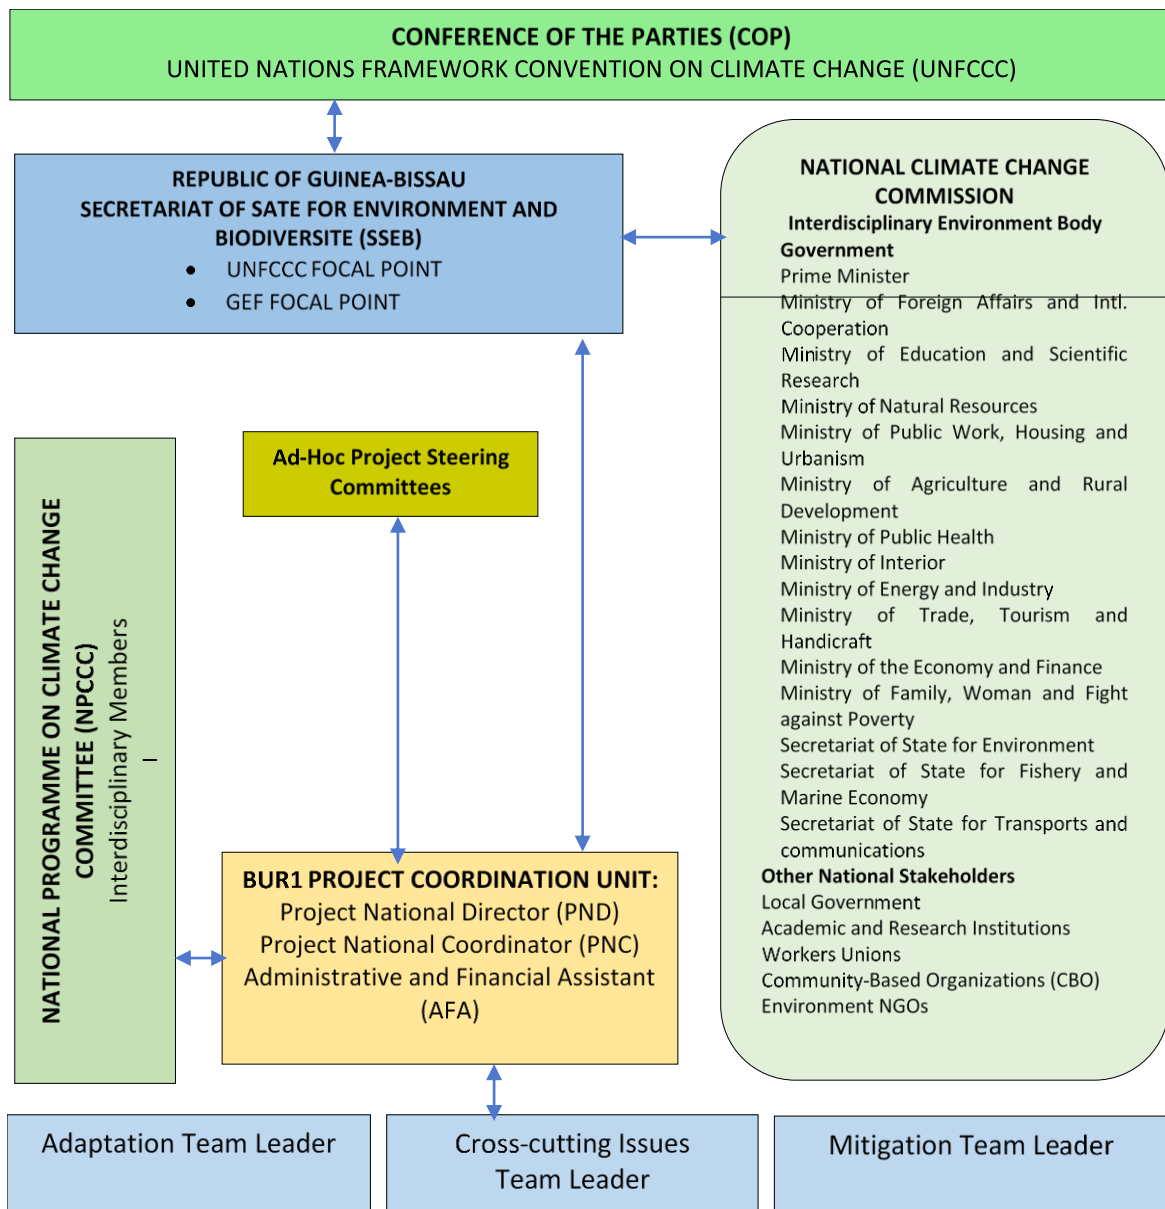 CONFERENCE OF THE PARTIES (COP)
UNITED NATIONS FRAMEWORK CONVENTION ON CLIMATE CHANGE (UNFCCC)
REPUBLIC OF GUINEA-BISSAU
SECRETARIAT OF SATE FOR ENVIRONMENT AND
BIODIVERSITE (SSEB)
• UNFCCC FOCAL POINT
• GEF FOCAL POINT
NATIONAL CLIMATE CHANGE
COMMISSION
Interdisciplinary Environment Body
Government
Prime Minister
Ministry of Foreign Affairs and Intl.
Cooperation
Ministry of Education and Scientific
Research
Ministry of Natural Resources
Ministry of Public Work, Housing and
Urbanism
Ministry of Agriculture and Rural
Development
Ministry of Public Health
Ministry of Interior
Ministry of Energy and Industry
Ministry of Trade, Tourism and
Handicraft
Ministry of the Economy and Finance
Ministry of Family, Woman and Fight
against Poverty
Secretariat of State for Environment
Secretariat of State for Fishery and
Marine Economy
Secretariat of State for Transports and
communications
Other National Stakeholders
Local Government
Academic and Research Institutions
Workers Unions
Community-Based Organizations (CBO)
Environment NGOs
Ad-Hoc Project Steering
Committees
NATIONAL PROGRAMME ON CLIMATE CHANGE
COMMITTEE (NPCCC)
Interdisciplinary Members
BUR1 PROJECT COORDINATION UNIT:
Project National Director (PND)
Project National Coordinator (PNC)
Administrative and Financial Assistant
(AFA)
Adaptation Team Leader
Cross-cutting Issues
Team Leader
Mitigation Team Leader